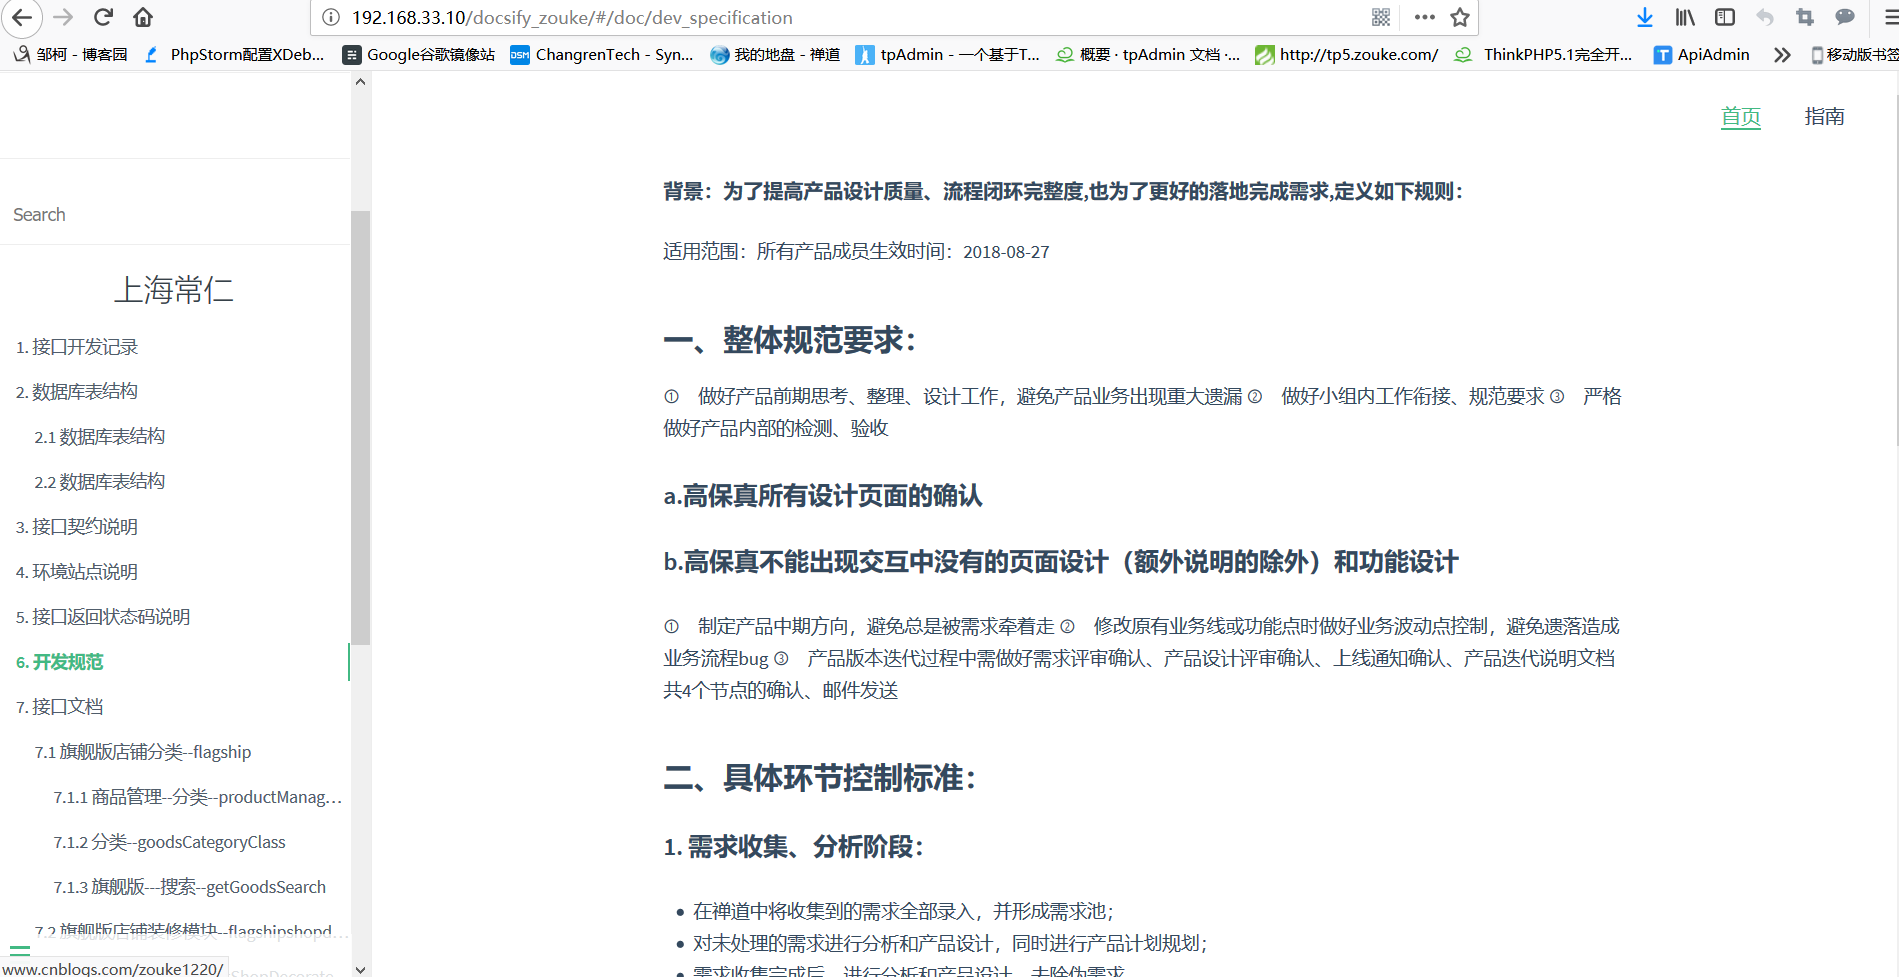 192.168.33.10/docsify_zouke/#/doc/dev_specification
邹柯 - 博客园 PhpStorm配置XDeb... Google谷歌镜像站 DSM ChangrenTech - Syn... 我的地盘 - 禅道 tpAdmin - 一个基于T... 概要 · tpAdmin 文档 ·... http://tp5.zouke.com/ ThinkPHP5.1完全开... T ApiAdmin 移动版书签
首页 指南
Search
上海常仁
1. 接口开发记录
2. 数据库表结构
2.1 数据库表结构
2.2 数据库表结构
3. 接口契约说明
4. 环境站点说明
5. 接口返回状态码说明
6. 开发规范
7. 接口文档
7.1 旗舰版店铺分类--flagship
7.1.1 商品管理--分类--productManag...
7.1.2 分类--goodsCategoryClass
7.1.3 旗舰版---搜索--getGoodsSearch
7.2 旗舰版店铺装修模块--flagshipshopd...
www.cnblogs.com/zouke1220/
背景：为了提高产品设计质量、流程闭环完整度,也为了更好的落地完成需求,定义如下规则：
适用范围：所有产品成员生效时间：2018-08-27
一、整体规范要求：
① 做好产品前期思考、整理、设计工作，避免产品业务出现重大遗漏 ② 做好小组内工作衔接、规范要求 ③ 严格
做好产品内部的检测、验收
a.高保真所有设计页面的确认
b.高保真不能出现交互中没有的页面设计（额外说明的除外）和功能设计
① 制定产品中期方向，避免总是被需求牵着走 ② 修改原有业务线或功能点时做好业务波动点控制，避免遗落造成
业务流程bug ③ 产品版本迭代过程中需做好需求评审确认、产品设计评审确认、上线通知确认、产品迭代说明文档
共4个节点的确认、邮件发送
二、具体环节控制标准：
1. 需求收集、分析阶段：
• 在禅道中将收集到的需求全部录入，并形成需求池；
• 对未处理的需求进行分析和产品设计，同时进行产品计划规划；
• 需求收集完成后，进行分析和产品设计，去除伪需求